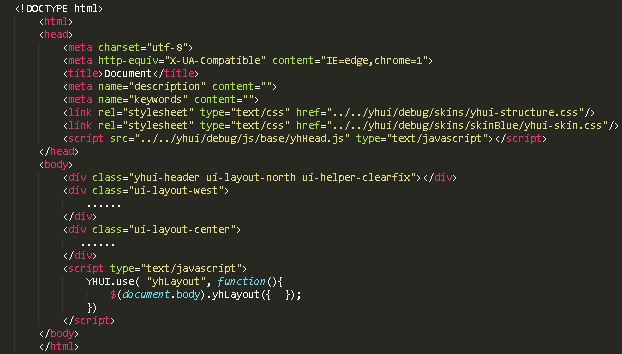 <!DOCTYPE html>
<html>
<head>
<meta charset="utf-8">
<meta http-equiv="X-UA-Compatible" content="IE=edge,chrome=1">
<title>Document</title>
<meta name="description" content="">
<meta name="keywords" content="">
<link rel="stylesheet" type="text/css" href="../../yhui/debug/skins/yhui-structure.css"/>
<link rel="stylesheet" type="text/css" href="../../yhui/debug/skins/skinBlue/yhui-skin.css"/>
<script src="../../yhui/debug/js/base/yhHead.js" type="text/javascript"></script>
</head>
<body>
<div class="yhui-header ui-layout-north ui-helper-clearfix"></div>
<div class="ui-layout-west">
......
</div>
<div class="ui-layout-center">
......
</div>
<script type="text/javascript">
YHUI.use( "yhLayout", function(){
$(document.body).yhLayout({  });
})
</script>
</body>
</html>